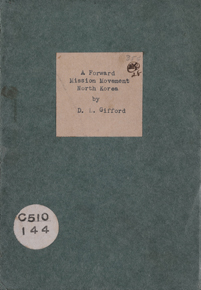 A Forward
Mission Movement
North Korea
by
D. L. Gifford
C510
144